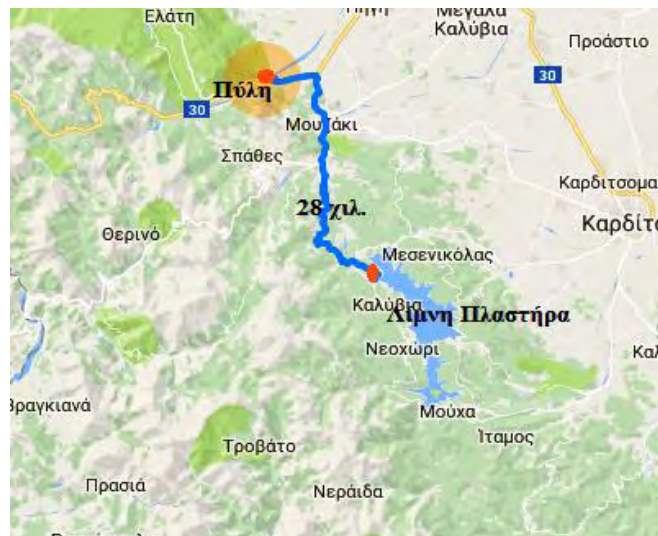 Ελάτη
Μεγάλα
Καλύβια
Προάστιο
30
Πύλη
30
Μουζάκι
Σπάθες
Καρδιτσομα
28 χιλ.
Καρδίτσ
Θερινό
Μεσενικόλας
Καλύβια
Λίμνη Πλαστήρα
Νεοχώρι
Καλ
Βραγκιανά
Μούχα
Ίταμος
Τροβάτο
Πρασιά
Νεράιδα